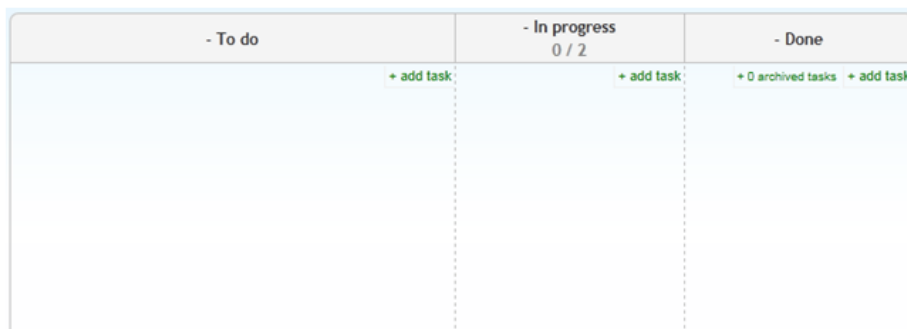 - To do
- In progress
0 / 2
- Done
+ add task
+ add task
+ 0 archived tasks
+ add task